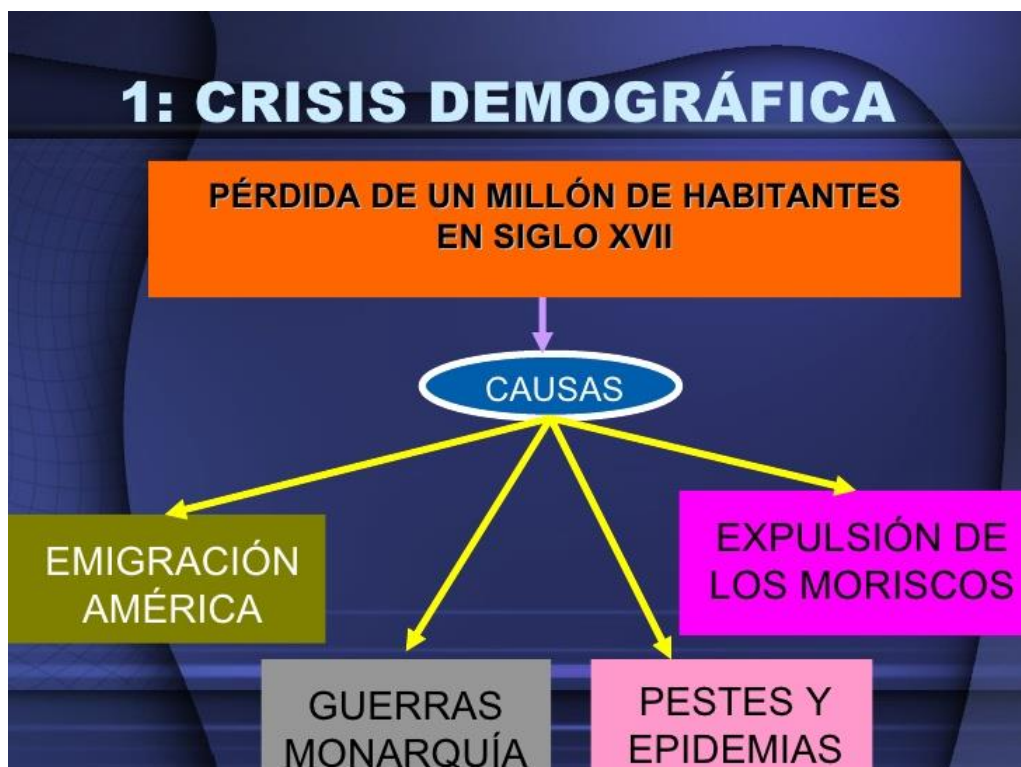 1: CRISIS DEMOGRÁFICA
PÉRDIDA DE UN MILLÓN DE HABITANTES
EN SIGLO XVII
CAUSAS
EMIGRACIÓN
AMÉRICA
EXPULSIÓN DE
LOS MORISCOS
GUERRAS
MONARQUÍA
PESTES Y
EPIDEMIAS